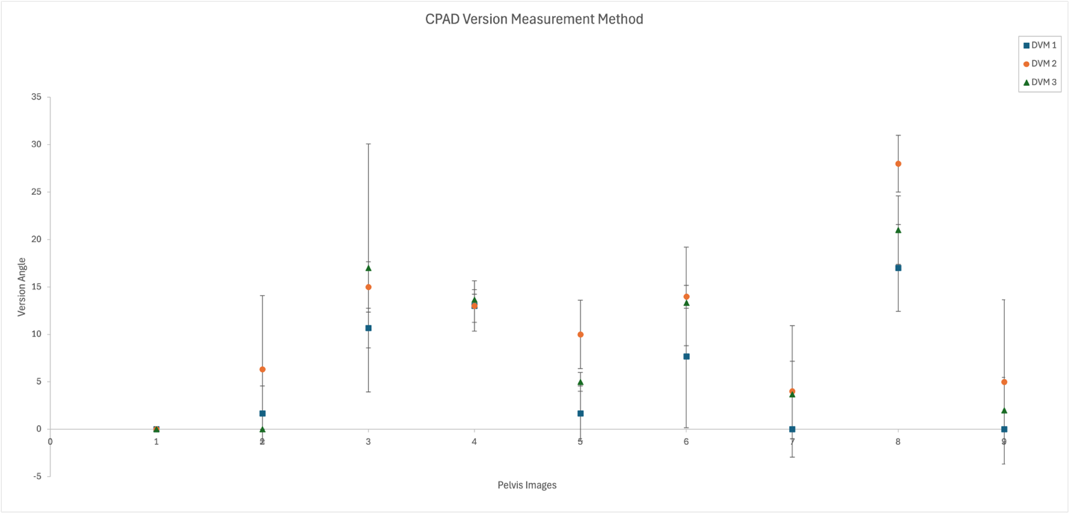 CPAD Version Measurement Method
DVM 1
DVM 2
DVM 3
35
30
25
20
15
10
5
0
-5
Version Angle
0 1 2 3 4 5 6 7 8 9
Pelvis Images